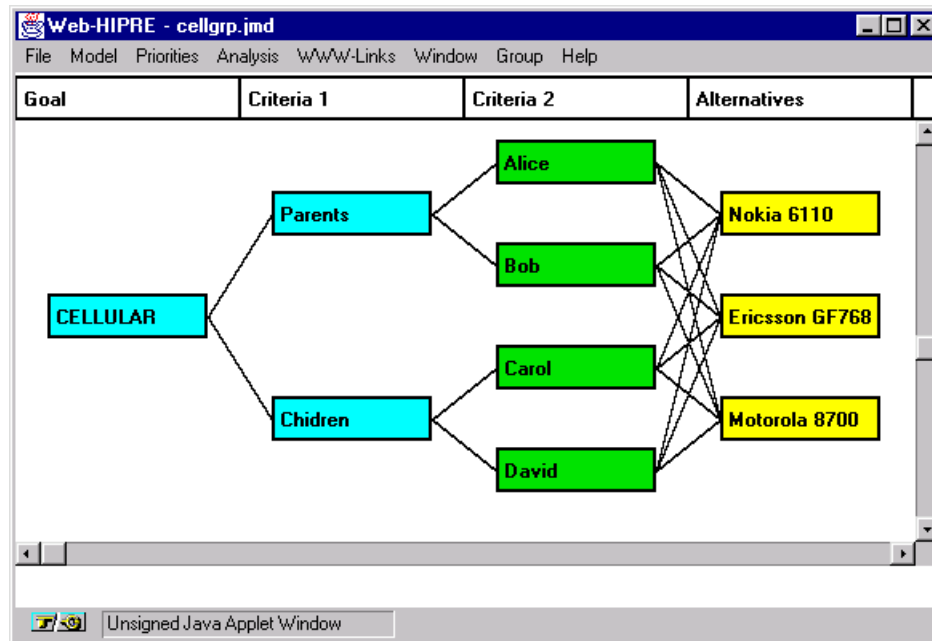 Web-HIPRE - cellgrp.jmd
File Model Priorities Analysis WWW-Links Window Group Help
Goal Criteria 1 Criteria 2 Alternatives
Alice
Parents
Nokia 6110
Bob
CELLULAR
Ericsson GF768
Carol
Chidren
Motorola 8700
David
Unsigned Java Applet Window